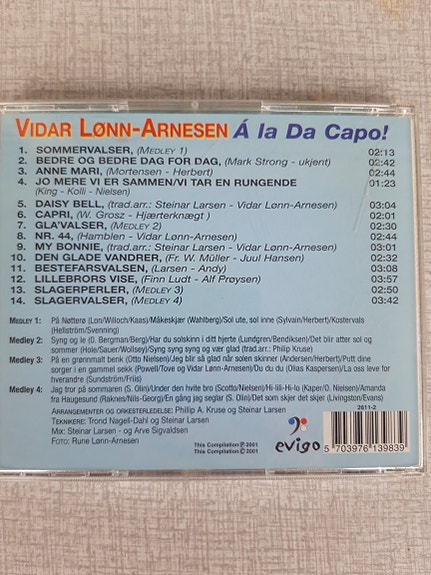 VIDAR LØNN-ARNESEN Á la Da Capo!
1. SOMMERVALSER, (MEDLEY 1) 02:13
2. BEDRE OG BEDRE DAG FOR DAG, (Mark Strong - ukjent) 02:42
3. ANNE MARI, (Mortensen - Herbert) 02:44
4. JO MERE VI ER SAMMEN/VI TAR EN RUNGENDE 01:23
(King - Kolli - Nielsen)
5. DAISY BELL, (trad.arr: Steinar Larsen - Vidar Lønn-Arnesen) 03:04
6. CAPRI, (W. Grosz - Hjærterknægt ) 02:01
7. GLA'VALSER, (MEDLEY 2) 02:30
8. NR. 44, (Hamblen - Vidar Lønn-Arnesen) 02:44
9. MY BONNIE, (trad.arr: Steinar Larsen - Vidar Lønn-Arnesen) 03:01
10. DEN GLADE VANDRER, (Fr. W. Müller - Juul Hansen) 02:32
11. BESTEFARSVALSEN, (Larsen - Andy) 03:08
12. LILLEBRORS VISE, (Finn Ludt - Alf Prøysen) 03:57
13. SLAGERPERLER, (MEDLEY 3) 02:50
14. SLAGERVALSER, (MEDLEY 4) 03:42
MEDLEY 1: På Nøtterø (Lon/Willoch/Kaas)/Måkeskjær (Wahlberg)/Sol ute, sol inne (Sylvain/Herbert)/Kostervals
(Hellström/Svenning)
Medley 2: Syng og le (D. Bergman/Berg)/Har du solskinn i ditt hjerte (Lundgren/Bendiksen)/Det blir atter sol og
sommer (Hole/Sauer/Wollsey)/Syng syng syng og vær glad (trad.arr.: Philip Kruse)
Medley 3: På en grønnmalt benk (Otto Nielsen)/Jeg blir så glad når solen skinner (Andersen/Herbert)/Putt dine
sorger i en gammel sekk (Powell/Tove og Vidar Lønn-Arnesen)/Du du du (Olias Kaspersen)/La oss leve
for hverandre (Sundström/Friis)
Medley 4: Jag tror på sommaren (S. Olin)/Under den hvite bro (Scotto/Nielsen)/Hi-lili-Hi-lo (Kaper/O. Nielsen)/Amanda
fra Haugesund (Raknes/Nils-Georg)/En gång jag seglar (S. Olin)/Det som skjer det skjer (Livingston/Evans)
ARRANGEMENTER OG ORKESTERLEDELSE: Phillip A. Kruse og Steinar Larsen
TEKNIKERE: Trond Nagell-Dahl og Steinar Larsen
MIX: Steinar Larsen - og Arve Sigvaldsen
FOTO: Rune Lønn-Arnesen
This Compilation ℗ 2001
This Compilation © 2001
evigo
2611-2
5 703976 139839